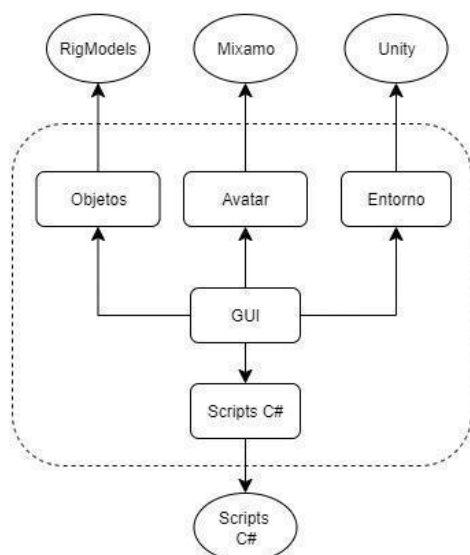 RigModels
Mixamo
Unity
Objetos
Avatar
Entorno
GUI
Scripts C#
Scripts
C#